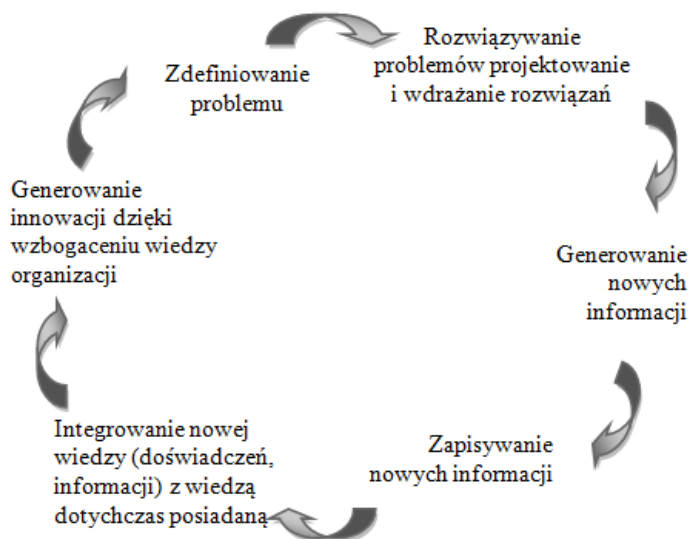 Zdefiniowanie
problemu
Rozwiązywanie
problemów projektowanie
i wdrażanie rozwiązań
Generowanie
nowych
informacji
Zapisywanie
nowych informacji
Integrowanie nowej
wiedzy (doświadczeń,
informacji) z wiedzą
dotychczas posiadaną
Generowanie
innowacji dzięki
wzbogaceniu wiedzy
organizacji